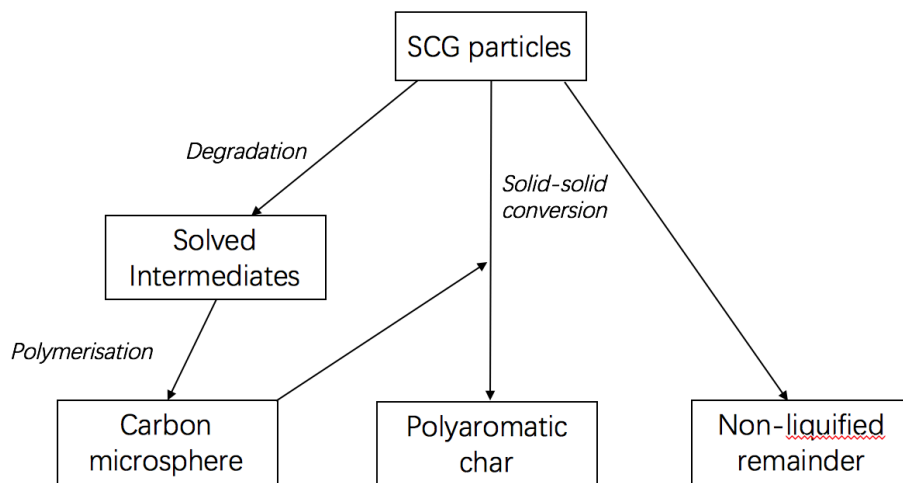 SCG particles
Degradation
Solid-solid
conversion
Solved
Intermediates
Polymerisation
Carbon
microsphere
Polyaromatic
char
Non-liquified
remainder